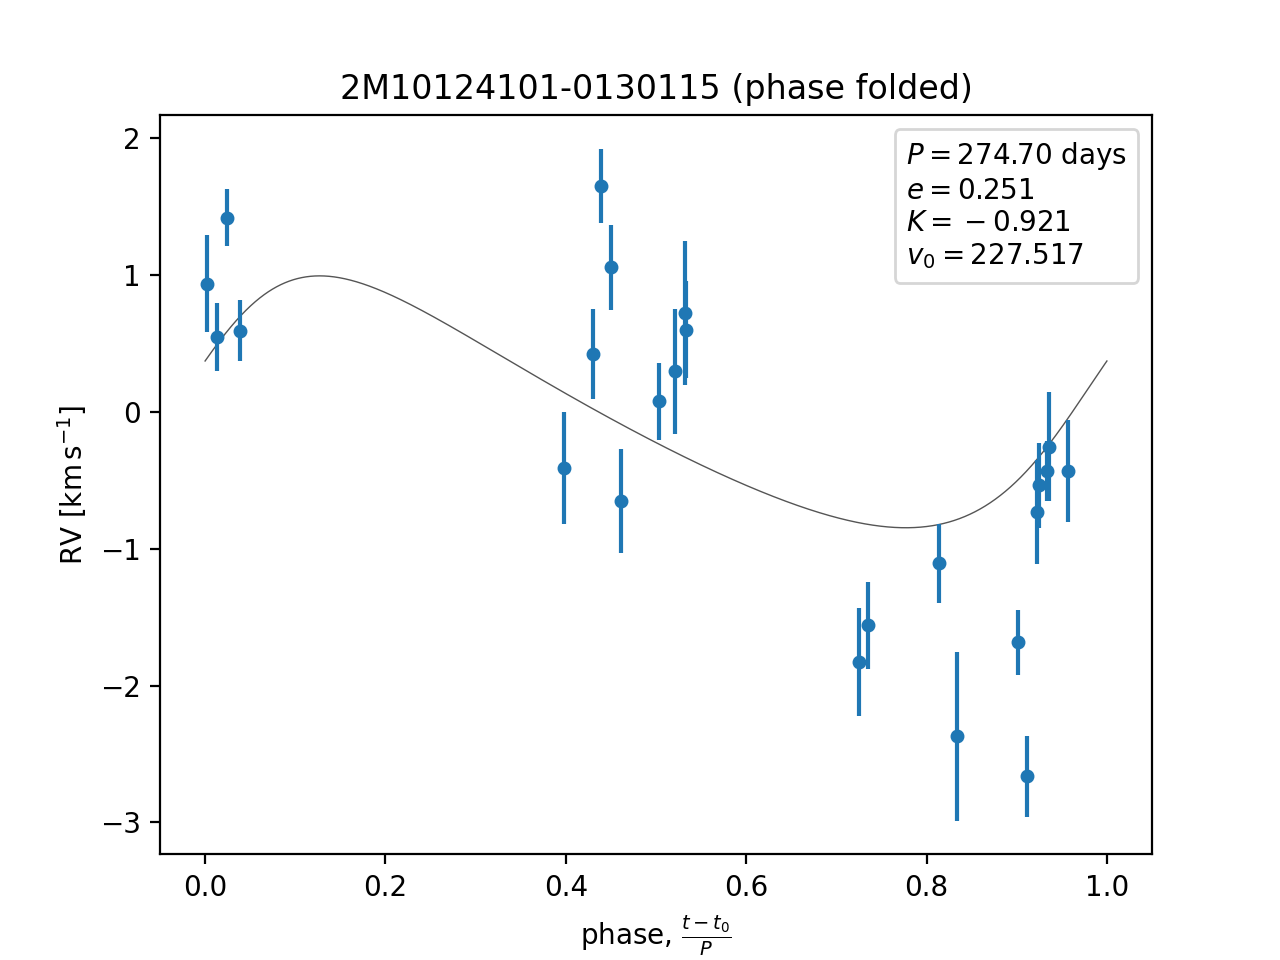 2M10124101-0130115 (phase folded)
P = 274.70 days
e = 0.251
K = −0.921
v₀ = 227.517
2
1
0
−1
−2
−3
RV [km s⁻¹]
0.0 0.2 0.4 0.6 0.8 1.0
phase, (t − t₀)/P